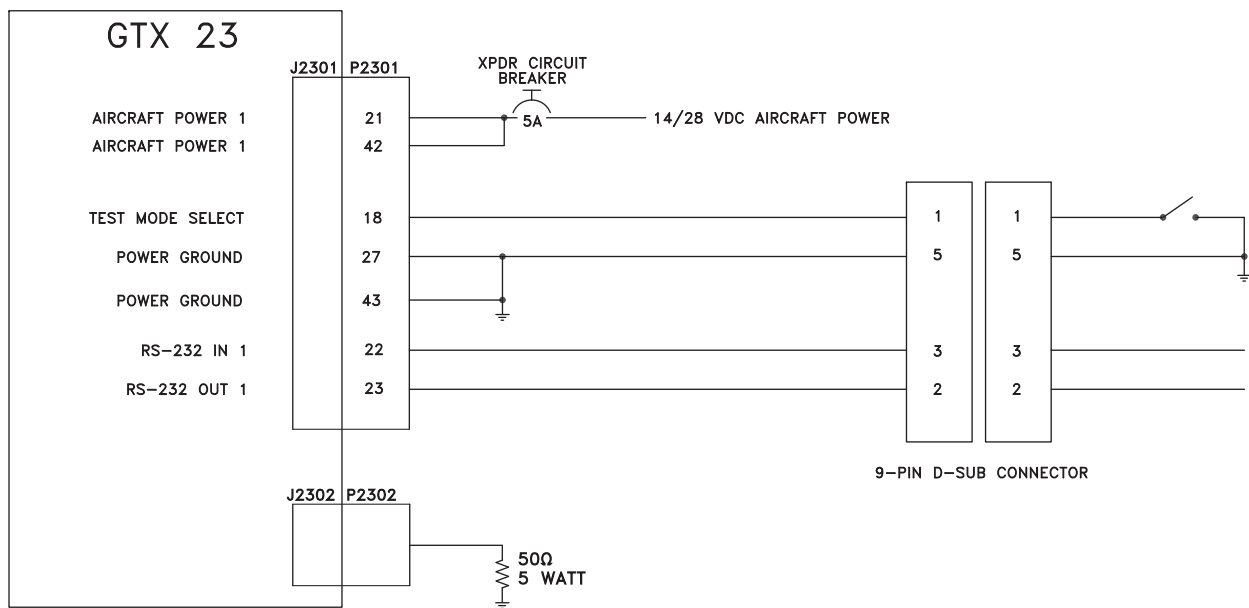 GTX 23
J2301 P2301
XPDR CIRCUIT
BREAKER
AIRCRAFT POWER 1 21 5A 14/28 VDC AIRCRAFT POWER
AIRCRAFT POWER 1 42
TEST MODE SELECT 18 1 1
POWER GROUND 27 5 5
POWER GROUND 43
RS-232 IN 1 22 3 3
RS-232 OUT 1 23 2 2
9-PIN D-SUB CONNECTOR
J2302 P2302
50Ω
5 WATT